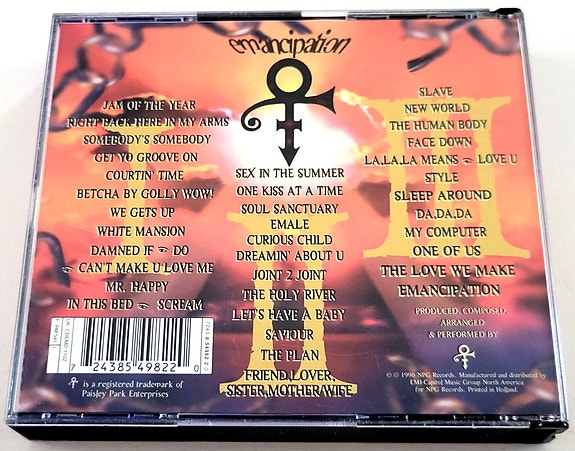 emancipation
JAM OF THE YEAR
RIGHT BACK HERE IN MY ARMS
SOMEBODY'S SOMEBODY
GET YO GROOVE ON
COURTIN' TIME
BETCHA BY GOLLY WOW!
WE GETS UP
WHITE MANSION
DAMNED IF 👁 DO
👁 CAN'T MAKE U LOVE ME
MR. HAPPY
IN THIS BED 👁 SCREAM
SEX IN THE SUMMER
ONE KISS AT A TIME
SOUL SANCTUARY
EMALE
CURIOUS CHILD
DREAMIN' ABOUT U
JOINT 2 JOINT
THE HOLY RIVER
LET'S HAVE A BABY
SAVIOUR
THE PLAN
FRIEND, LOVER,
SISTER, MOTHER/WIFE
SLAVE
NEW WORLD
THE HUMAN BODY
FACE DOWN
LA, LA, LA MEANS 👁 LOVE U
STYLE
SLEEP AROUND
DA, DA, DA
MY COMPUTER
ONE OF US
THE LOVE WE MAKE
EMANCIPATION
PRODUCED, COMPOSED,
ARRANGED
& PERFORMED BY
7 24385 49822 0
is a registered trademark of
Paisley Park Enterprises
℗ © 1996 NPG Records. Manufactured and distributed by
EMI-Capitol Music Group North America
for NPG Records. Printed in Holland.